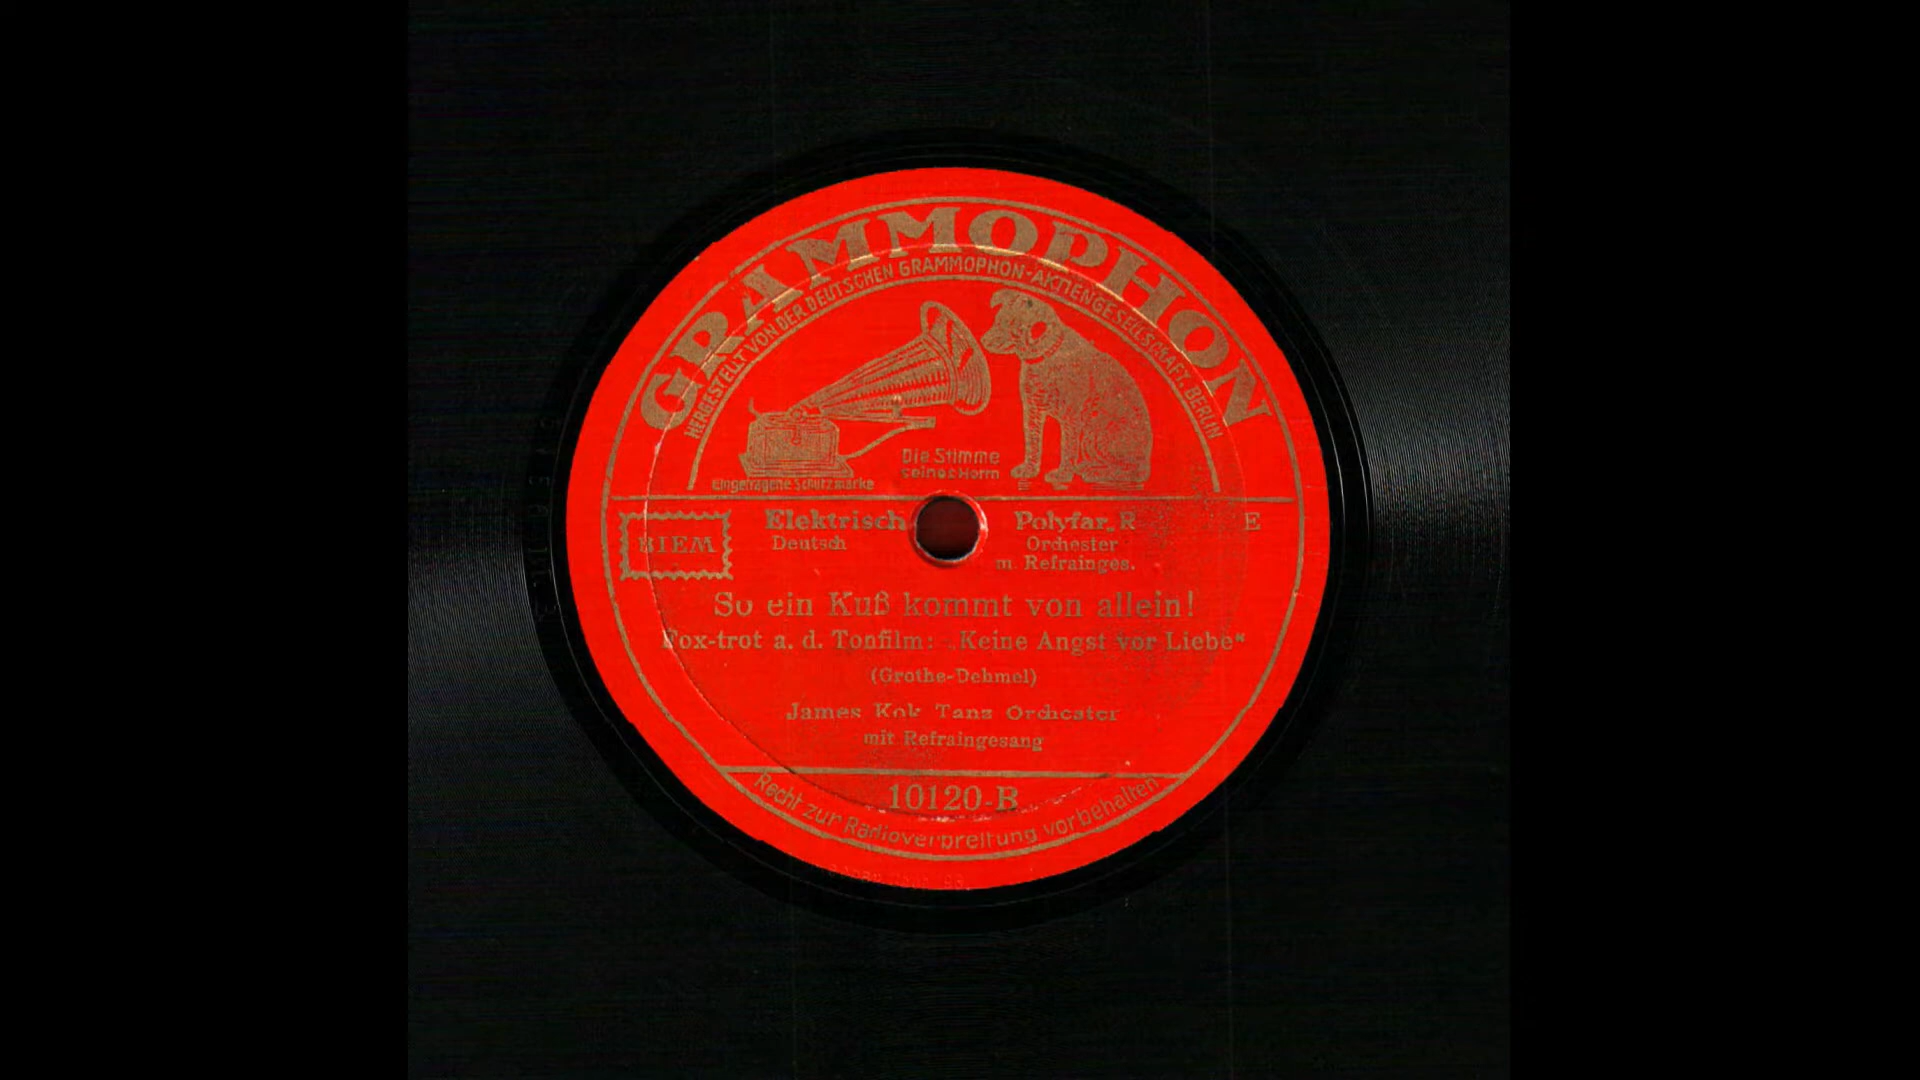 GRAMMOPHON
HERGESTELLT VON DER DEUTSCHEN GRAMMOPHON-AKTIENGESELLSCHAFT, BERLIN
Die Stimme
seines Herrn
Eingetragene Schutzmarke
BIEM
Elektrisch
Deutsch
Polyfar„R E
Orchester
m. Refrainges.
So ein Kuß kommt von allein!
Fox-trot a. d. Tonfilm: „Keine Angst vor Liebe“
(Grothe-Dehmel)
James Kok Tanz Orchester
mit Refraingesang
10120-B
Recht zur Radioverbreitung vorbehalten